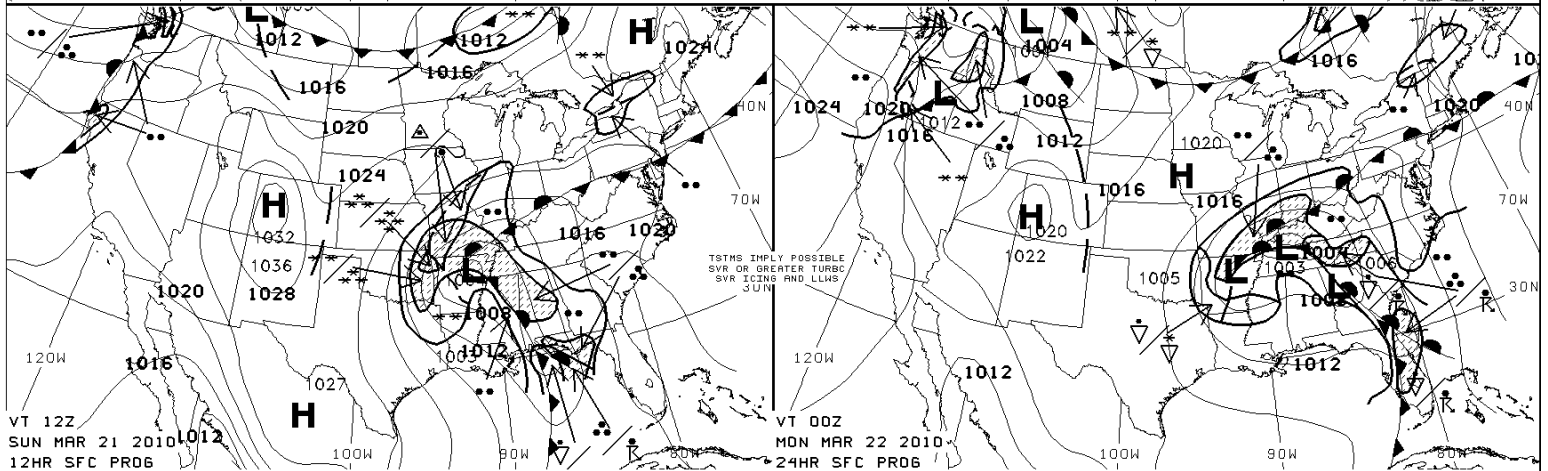 1012
1012
1024
1016
1016
40N
1020
1024
H
70W
H
1032
1016
1020
1036
1020
1028
30N
1008
120W
1012
1016
1027
H
VT 12Z
SUN MAR 21 2010
1012
12HR SFC PROG
100W
90W
80W
TSTMS IMPLY POSSIBLE
SVR OR GREATER TURBC
SVR ICING AND LLWS
L
1004
1016
L
1024
1020
1008
1020
40N
1012
1016
1012
1020
H
1016
1016
70W
H
1020
1022
L
1004
1005
L
1003
30N
L
120W
1012
1012
VT 00Z
MON MAR 22 2010
24HR SFC PROG
100W
90W
80W